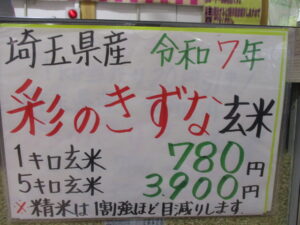 埼玉県産 令和7年
彩のきずな玄米
1キロ玄米 780円
5キロ玄米 3.900円
※精米は1割強ほど目減りします。